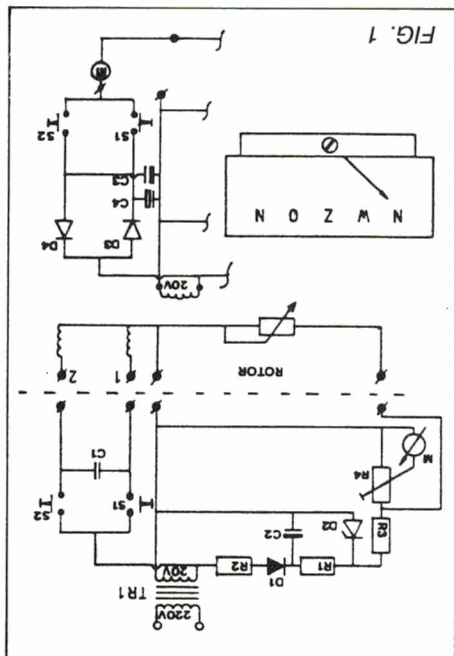 220V
TR1
20V
R2
D1
R1
R3
D2
C2
R4
M
S1
S2
C1
1
2
ROTOR
20V
D3
D4
C4
C3
S1
S2
N W Z O N
FIG. 1